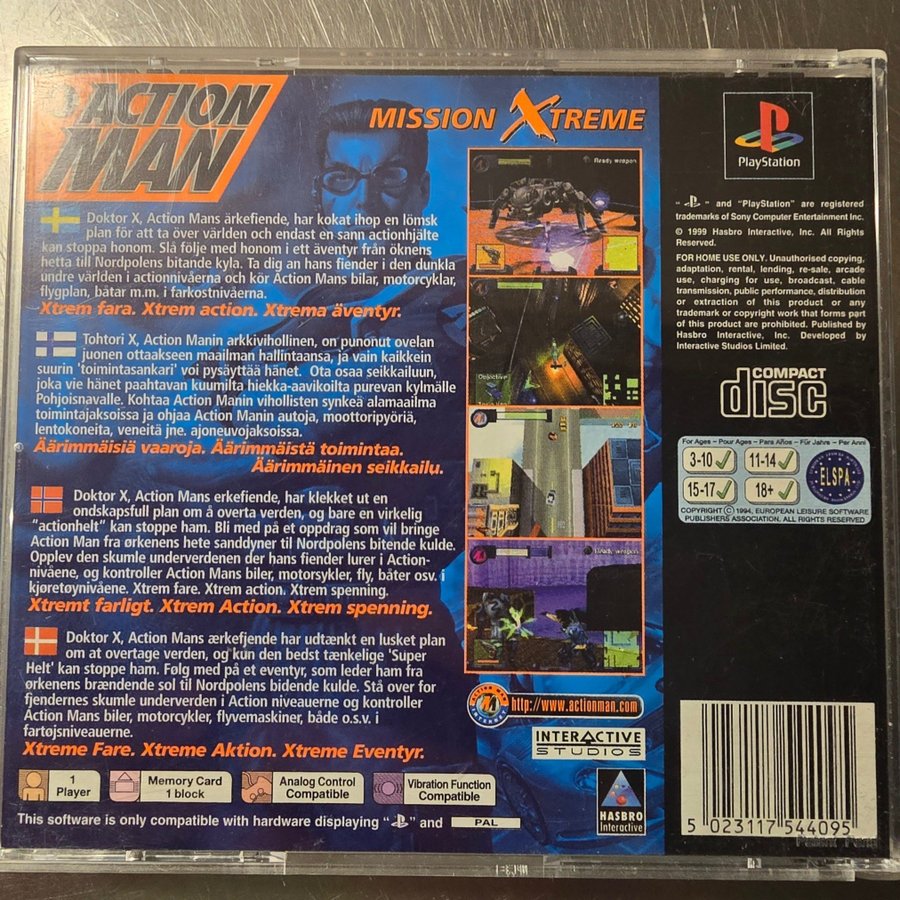 ACTION
MAN
MISSION XTREME
Doktor X, Action Mans ärkefiende, har kokat ihop en lömsk
plan för att ta över världen och endast en sann actionhjälte
kan stoppa honom. Slå följe med honom i ett äventyr från öknens
hetta till Nordpolens bitande kyla. Ta dig an hans fiender i den dunkla
undre världen i actionnivåerna och kör Action Mans bilar, motorcyklar,
flygplan, båtar m.m. i farkostnivåerna.
Xtrem fara. Xtrem action. Xtrema äventyr.
Tohtori X, Action Manin arkkivihollinen, on punonut ovelan
juonen ottaakseen maailman hallintaansa, ja vain kaikkein
suurin 'toimintasankari' voi pysäyttää hänet. Ota osaa seikkailuun,
joka vie hänet paahtavan kuumilta hiekka-aavikoilta purevan kylmälle
Pohjoisnavalle. Kohtaa Action Manin vihollisten synkeä alamaailma
toimintajaksoissa ja ohjaa Action Manin autoja, moottoripyöriä,
lentokoneita, veneitä jne. ajoneuvojaksoissa.
Äärimmäisiä vaaroja. Äärimmäistä toimintaa.
Äärimmäinen seikkailu.
Doktor X, Action Mans erkefiende, har klekket ut en
ondskapsfull plan om å overta verden, og bare en virkelig
"actionhelt" kan stoppe ham. Bli med på et oppdrag som vil bringe
Action Man fra ørkenens hete sanddyner til Nordpolens bitende kulde.
Opplev den skumle underverdenen der hans fiender lurer i Action-
nivåene, og kontroller Action Mans biler, motorsykler, fly, båter osv. i
kjøretøynivåene. Xtrem fare. Xtrem action. Xtrem spenning.
Xtremt farligt. Xtrem Action. Xtrem spenning.
Doktor X, Action Mans ærkefjende har udtænkt en lusket plan
om at overtage verden, og kun den bedst tænkelige 'Super
Helt' kan stoppe ham. Følg med på et eventyr, som leder ham fra
ørkenens brændende sol til Nordpolens bidende kulde. Stå over for
fjendernes skumle underverden i Action niveauerne og kontroller
Action Mans biler, motorcykler, flyvemaskiner, både o.s.v. i
fartøjsniveauerne.
Xtreme Fare. Xtreme Aktion. Xtreme Eventyr.
1
Player
Memory Card
1 block
Analog Control
Compatible
Vibration Function
Compatible
This software is only compatible with hardware displaying " " and PAL
Ready weapon
Objective
Ready weapon
http://www.actionman.com
INTERACTIVE
STUDIOS
HASBRO
Interactive
PlayStation
" " and "PlayStation" are registered
trademarks of Sony Computer Entertainment Inc.
© 1999 Hasbro Interactive, Inc. All Rights
Reserved.
FOR HOME USE ONLY. Unauthorised copying,
adaptation, rental, lending, re-sale, arcade
use, charging for use, broadcast, cable
transmission, public performance, distribution
or extraction of this product or any
trademark or copyright work that forms part
of this product are prohibited. Published by
Hasbro Interactive, Inc. Developed by
Interactive Studios Limited.
COMPACT
disc
For Ages - Pour Ages - Para Años - Für Jahre - Per Anni
3-10
11-14
15-17
18+
ELSPA
COPYRIGHT © 1994, EUROPEAN LEISURE SOFTWARE
PUBLISHERS ASSOCIATION, ALL RIGHTS RESERVED
5 023117 544095